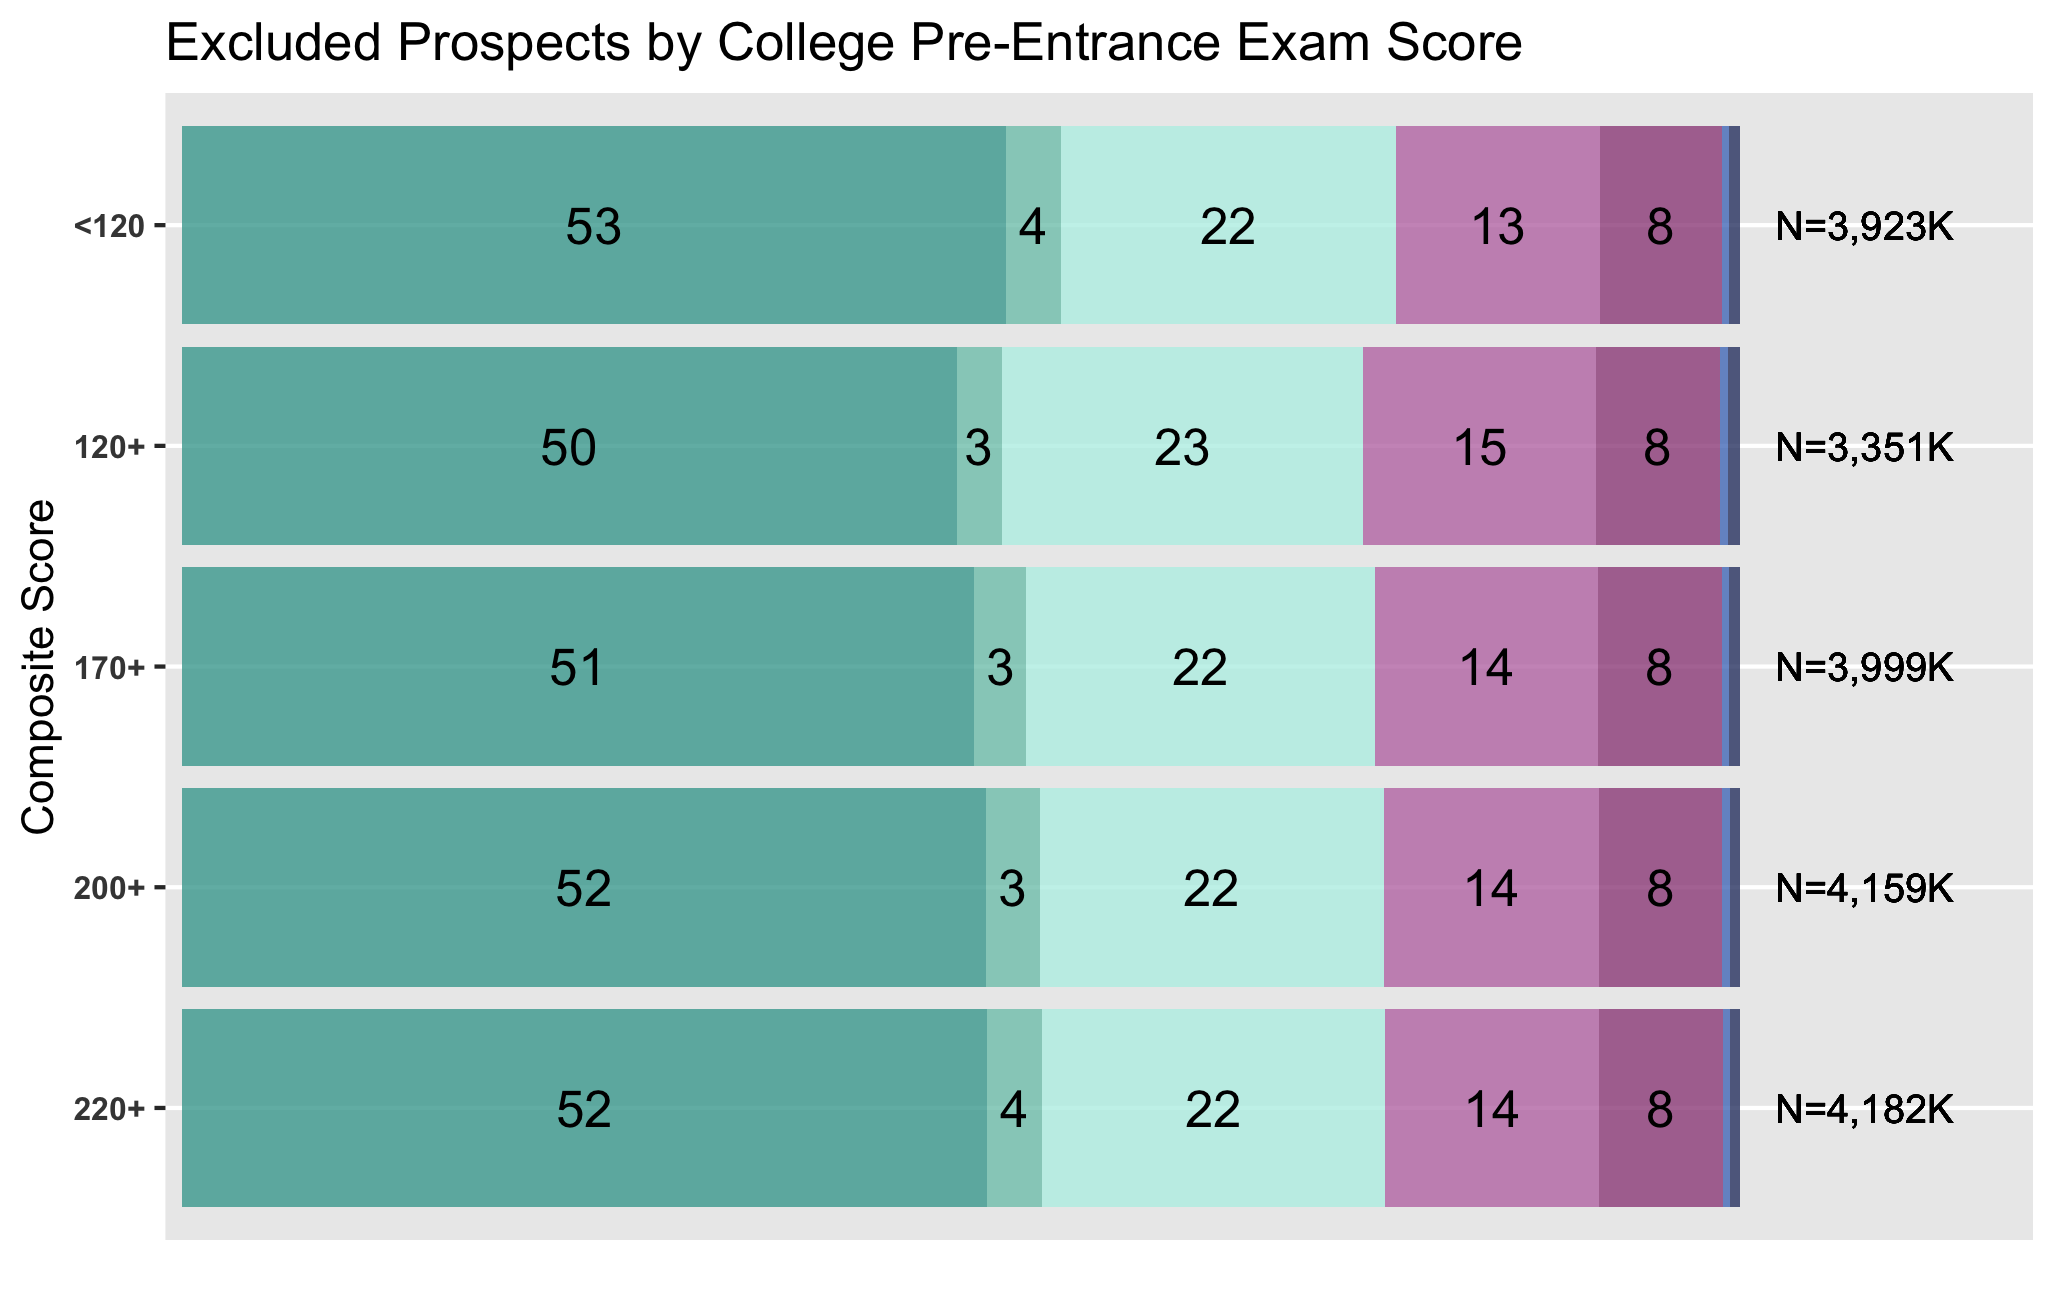 Excluded Prospects by College Pre-Entrance Exam Score
Composite Score
<120 53 4 22 13 8 N=3,923K
120+ 50 3 23 15 8 N=3,351K
170+ 51 3 22 14 8 N=3,999K
200+ 52 3 22 14 8 N=4,159K
220+ 52 4 22 14 8 N=4,182K